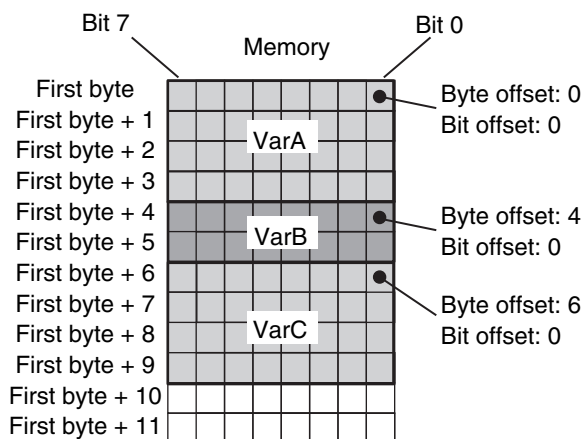 Bit 7
Bit 0
Memory
First byte
First byte + 1
First byte + 2
First byte + 3
First byte + 4
First byte + 5
First byte + 6
First byte + 7
First byte + 8
First byte + 9
First byte + 10
First byte + 11
VarA
VarB
VarC
Byte offset: 0
Bit offset: 0
Byte offset: 4
Bit offset: 0
Byte offset: 6
Bit offset: 0